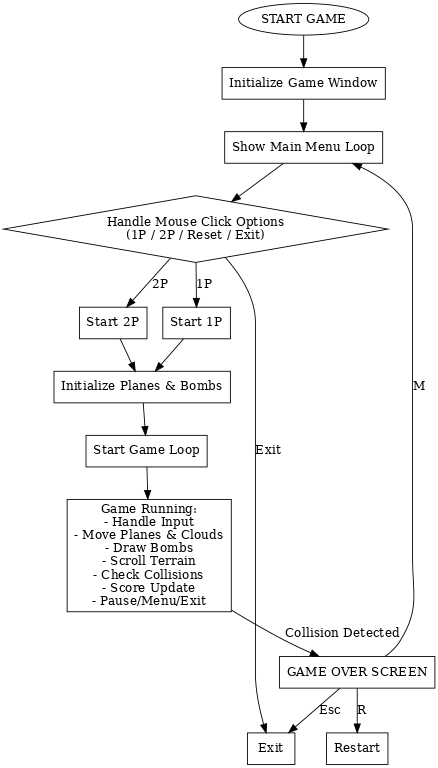 START GAME
Initialize Game Window
Show Main Menu Loop
Handle Mouse Click Options
(1P / 2P / Reset / Exit)
2P
1P
Start 2P
Start 1P
Initialize Planes & Bombs
M
Start Game Loop
Exit
Game Running:
- Handle Input
- Move Planes & Clouds
- Draw Bombs
- Scroll Terrain
- Check Collisions
- Score Update
- Pause/Menu/Exit
Collision Detected
GAME OVER SCREEN
Esc
R
Exit
Restart